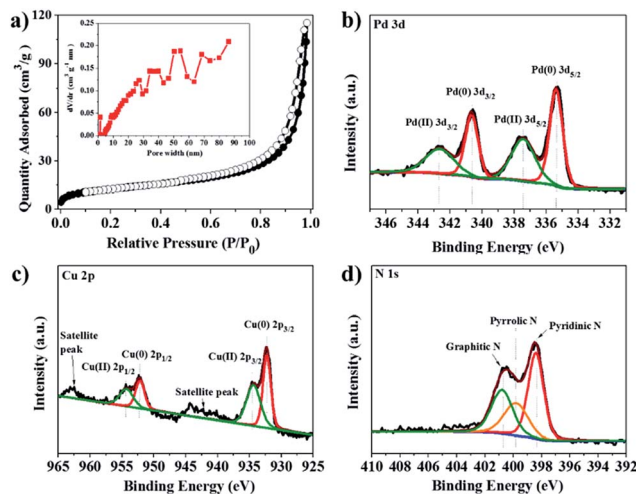 a)
Quantity Adsorbed (cm³/g)
120
90
60
30
0
0.0 0.2 0.4 0.6 0.8 1.0
Relative Pressure (P/P₀)
dV/dr (cm³ g⁻¹ nm⁻¹)
0.25
0.20
0.15
0.10
0.05
0.00
0 10 20 30 40 50 60 70 80 90 100
Pore width (nm)
b)
Pd 3d
Intensity (a.u.)
Pd(0) 3d₅/₂
Pd(0) 3d₃/₂
Pd(II) 3d₃/₂
Pd(II) 3d₅/₂
346 344 342 340 338 336 334 332
Binding Energy (eV)
c)
Cu 2p
Intensity (a.u.)
Cu(0) 2p₃/₂
Satellite
peak
Cu(0) 2p₁/₂
Cu(II) 2p₃/₂
Cu(II) 2p₁/₂
Satellite peak
965 960 955 950 945 940 935 930 925
Binding Energy (eV)
d)
N 1s
Intensity (a.u.)
Pyrrolic N
Graphitic N
Pyridinic N
410 408 406 404 402 400 398 396 394 392
Binding Energy (eV)